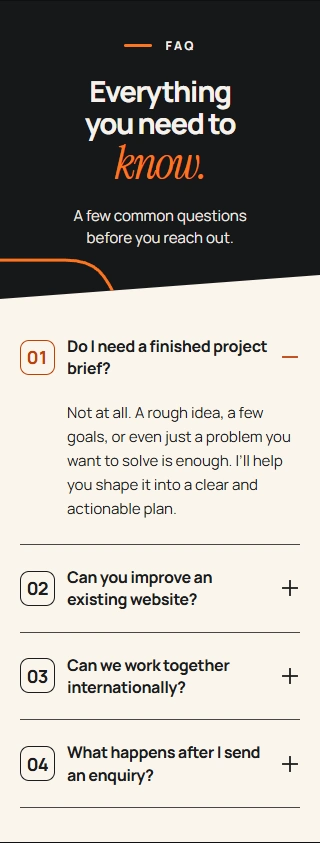 FAQ
Everything
you need to
know.
A few common questions
before you reach out.
01
Do I need a finished project
brief?
Not at all. A rough idea, a few
goals, or even just a problem you
want to solve is enough. I'll help
you shape it into a clear and
actionable plan.
02
Can you improve an
existing website?
03
Can we work together
internationally?
04
What happens after I send
an enquiry?